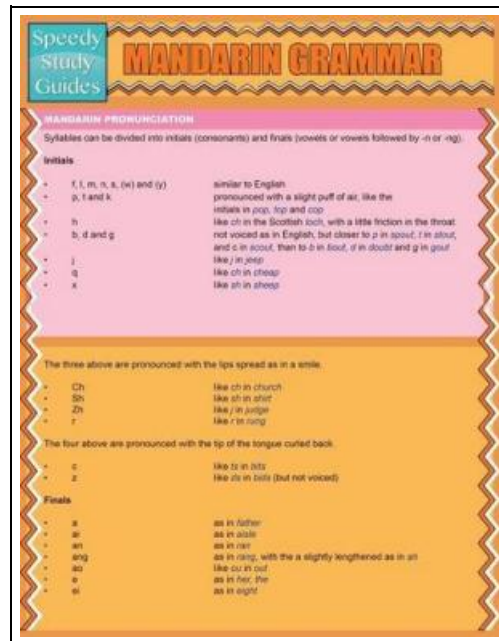 Speedy
Study
Guides
MANDARIN GRAMMAR
MANDARIN PRONUNCIATION
Syllables can be divided into initials (consonants) and finals (vowels or vowels followed by -n or -ng).
Initials
• f, l, m, n, s, (w) and (y) similar to English
• p, t and k pronounced with a slight puff of air, like the
initials in pop, top and cop
• h like ch in the Scottish loch, with a little friction in the throat
• b, d and g not voiced as in English, but closer to p in spout, t in stout,
and c in scout, than to b in bout, d in doubt and g in gout
• j like j in jeep
• q like ch in cheap
• x like sh in sheep
The three above are pronounced with the lips spread as in a smile.
• Ch like ch in church
• Sh like sh in shirt
• Zh like j in judge
• r like r in rung
The four above are pronounced with the tip of the tongue curled back.
• c like ts in bits
• z like ds in bids (but not voiced)
Finals
• a as in father
• ai as in aisle
• an as in ran
• ang as in rang, with the a slightly lengthened as in ah
• ao like ou in out
• e as in her, the
• ei as in eight